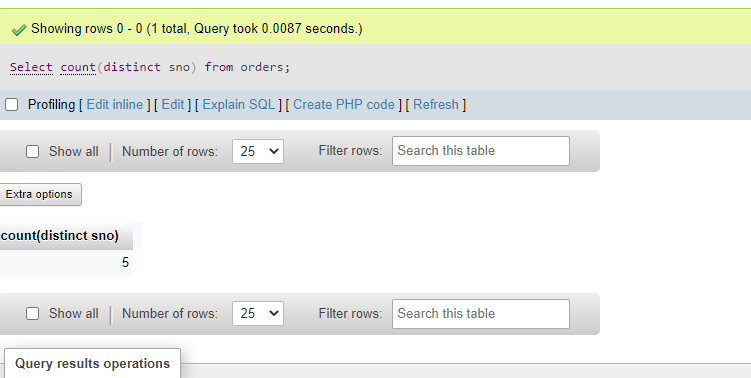 Showing rows 0 - 0 (1 total, Query took 0.0087 seconds.)
Select count(distinct sno) from orders;
Profiling [ Edit inline ] [ Edit ] [ Explain SQL ] [ Create PHP code ] [ Refresh ]
Show all Number of rows: 25 Filter rows: Search this table
Extra options
count(distinct sno)
5
Show all Number of rows: 25 Filter rows: Search this table
Query results operations